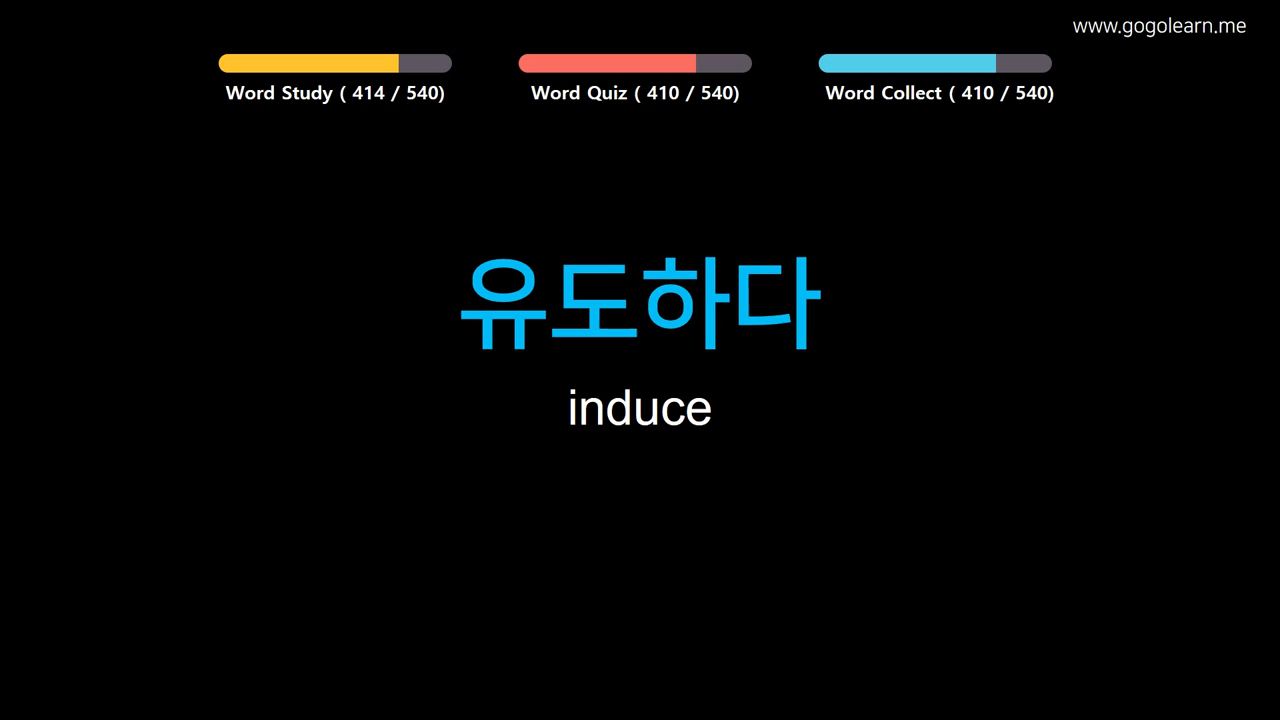 www.gogolearn.me
Word Study ( 414 / 540)
Word Quiz ( 410 / 540)
Word Collect ( 410 / 540)
유도하다
induce